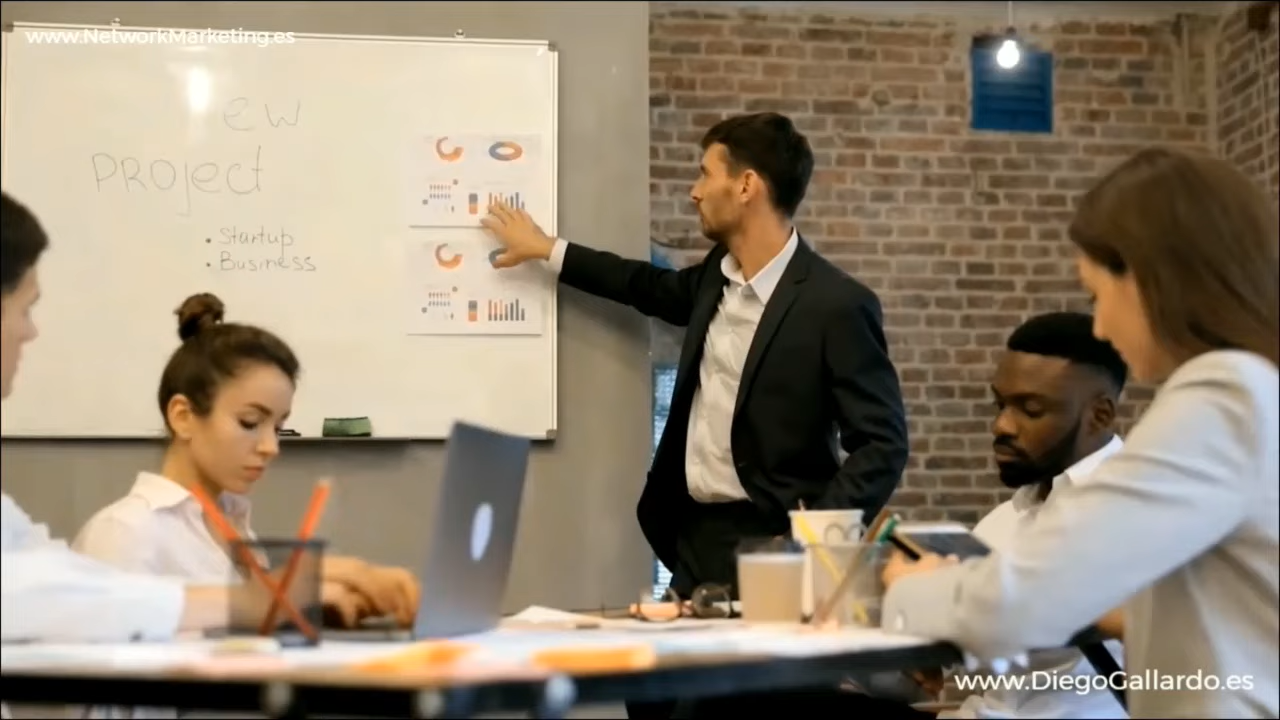 www.NetworkMarketing.es
ew
PROJect
• Startup
• Business
www.DiegoGallardo.es